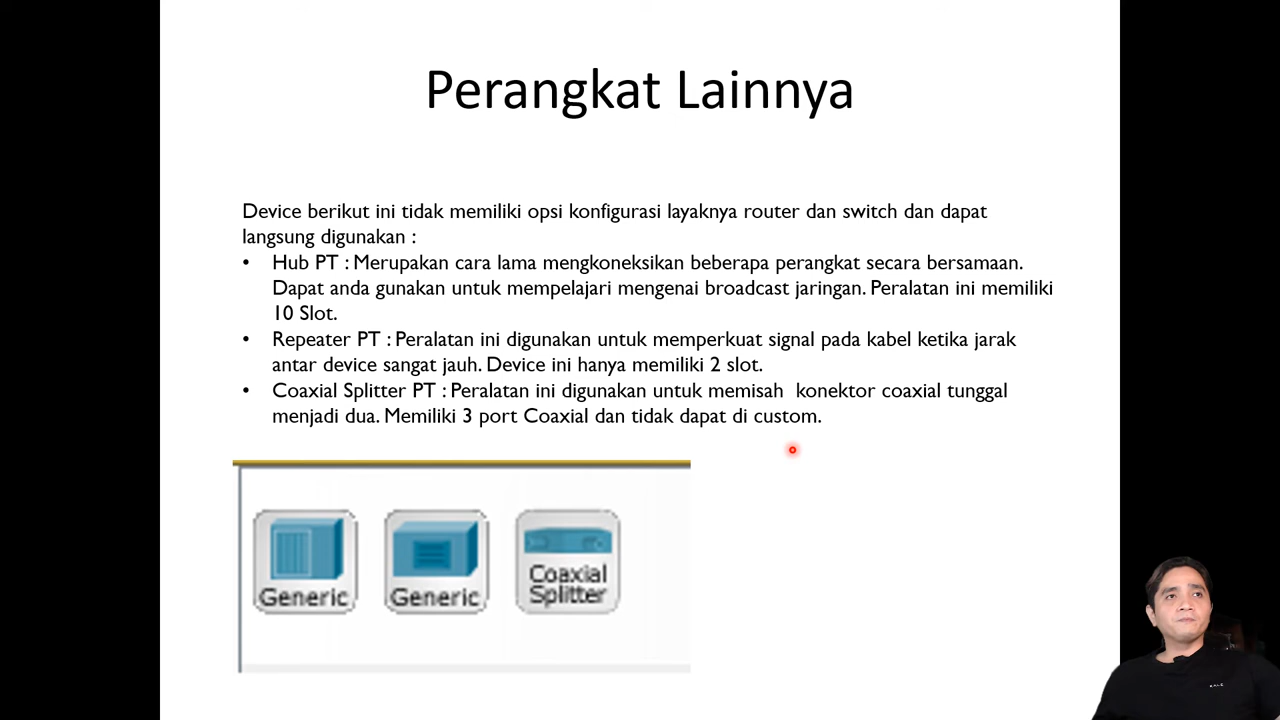 Perangkat Lainnya
Device berikut ini tidak memiliki opsi konfigurasi layaknya router dan switch dan dapat
langsung digunakan :
• Hub PT : Merupakan cara lama mengkoneksikan beberapa perangkat secara bersamaan.
Dapat anda gunakan untuk mempelajari mengenai broadcast jaringan. Peralatan ini memiliki
10 Slot.
• Repeater PT : Peralatan ini digunakan untuk memperkuat signal pada kabel ketika jarak
antar device sangat jauh. Device ini hanya memiliki 2 slot.
• Coaxial Splitter PT : Peralatan ini digunakan untuk memisah  konektor coaxial tunggal
menjadi dua. Memiliki 3 port Coaxial dan tidak dapat di custom.
Generic
Generic
Coaxial
Splitter